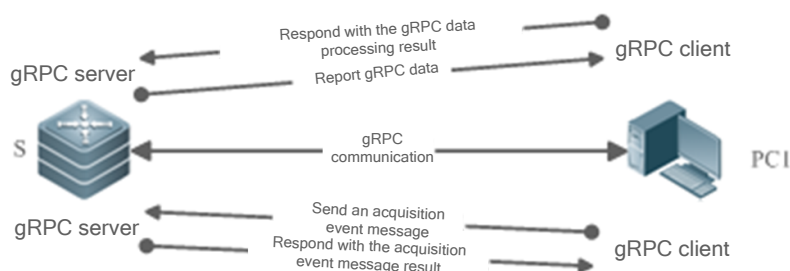 Respond with the gRPC data
processing result
gRPC client
gRPC server
Report gRPC data
S
gRPC
communication
PC1
gRPC server
Send an acquisition
event message
Respond with the acquisition
event message result
gRPC client